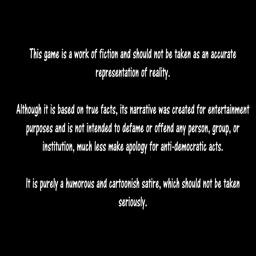 This game is a work of fiction and should not be taken as an accurate
representation of reality.
Although it is based on true facts, its narrative was created for entertainment
purposes and is not intended to defame or offend any person, group, or
institution, much less make apology for anti-democratic acts.
It is purely a humorous and cartoonish satire, which should not be taken
seriously.